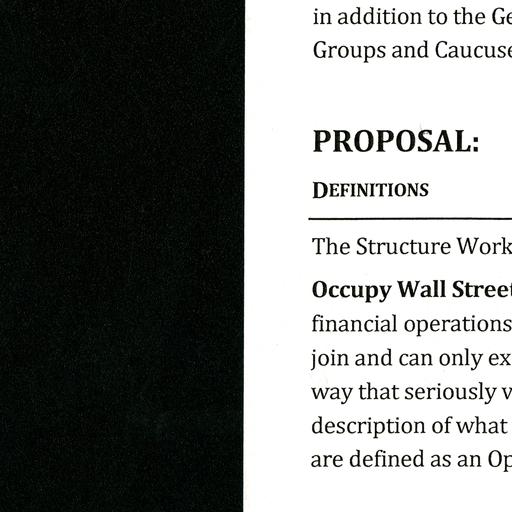 in addition to the Ge
Groups and Caucuse
PROPOSAL:
DEFINITIONS
The Structure Work
Occupy Wall Street
financial operations
join and can only ex
way that seriously v
description of what
are defined as an Op